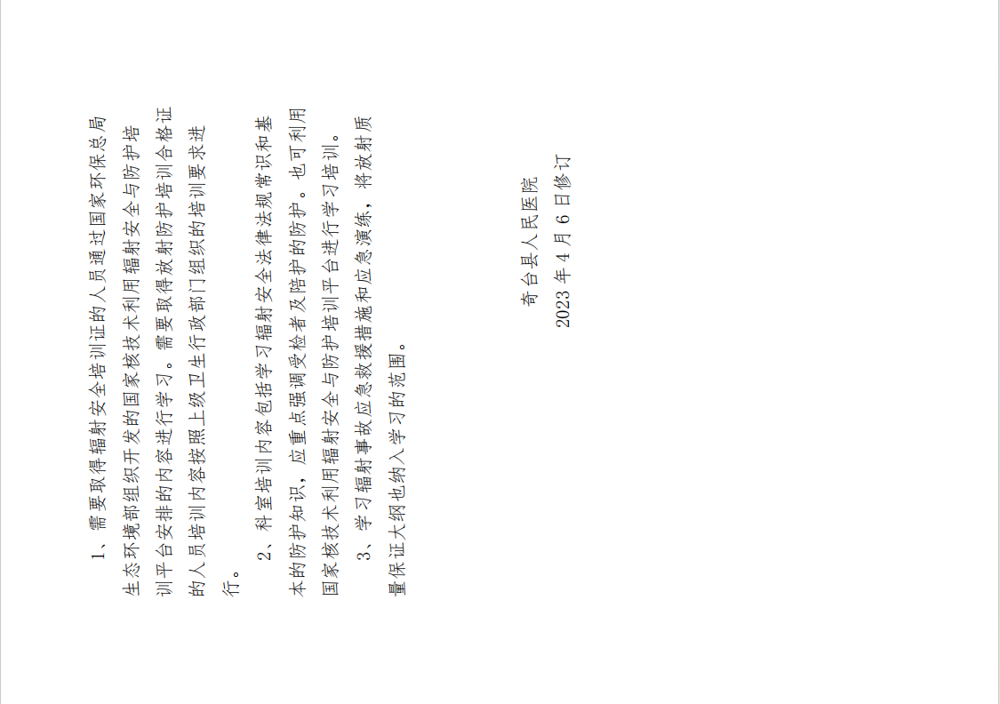 1、需要取得辐射安全培训证的人员通过国家环保总局
生态环境部组织开发的国家核技术利用辐射安全与防护培
训平台安排的内容进行学习。需要取得放射防护培训合格证
的人员培训内容按照上级卫生行政部门组织的培训要求进
行。
2、科室培训内容包括学习辐射安全法律法规常识和基
本的防护知识，应重点强调受检者及陪护的防护。也可利用
国家核技术利用辐射安全与防护培训平台进行学习培训。
3、学习辐射事故应急救援措施和应急演练，将放射质
量保证大纲也纳入学习的范围。
奇台县人民医院
2023 年 4 月 6 日修订